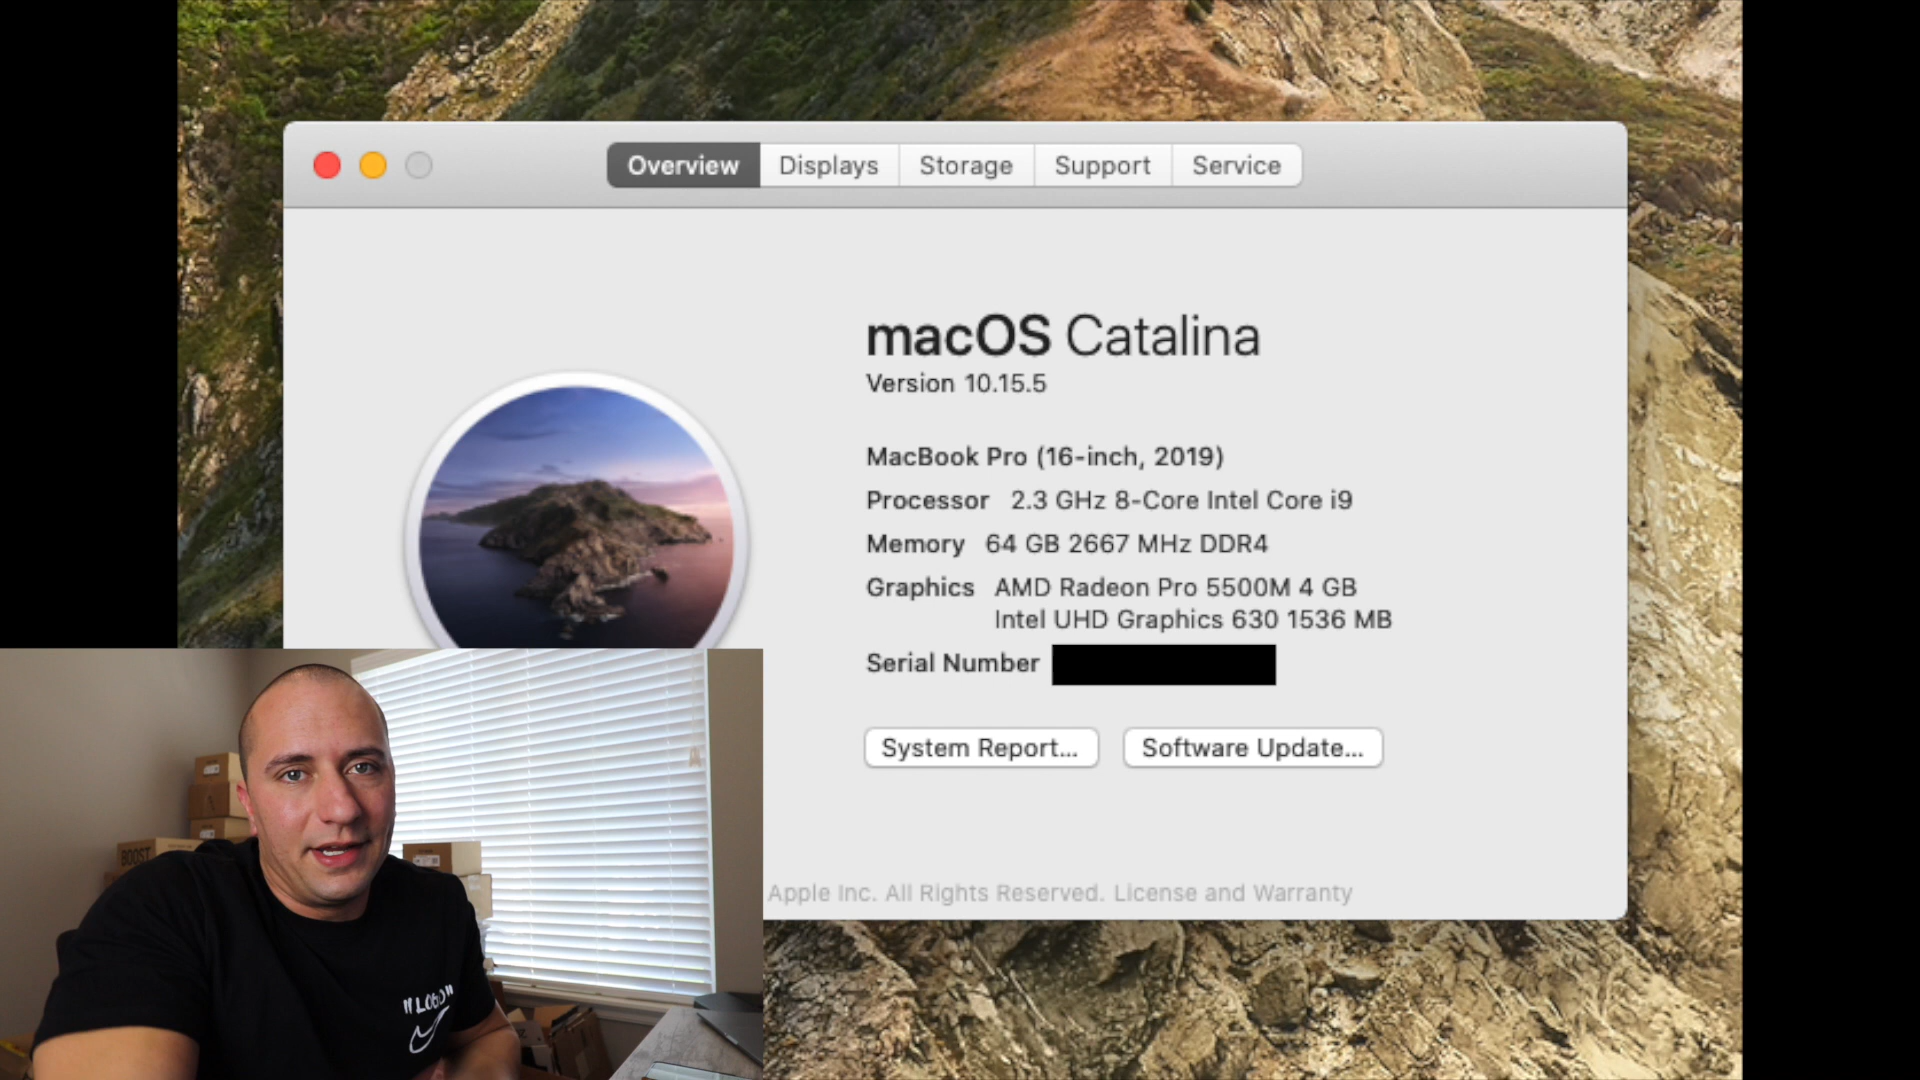 Overview Displays Storage Support Service
macOS Catalina
Version 10.15.5
MacBook Pro (16-inch, 2019)
Processor 2.3 GHz 8-Core Intel Core i9
Memory 64 GB 2667 MHz DDR4
Graphics AMD Radeon Pro 5500M 4 GB
Intel UHD Graphics 630 1536 MB
Serial Number
System Report... Software Update...
Apple Inc. All Rights Reserved. License and Warranty
BOOST
"LOGO"